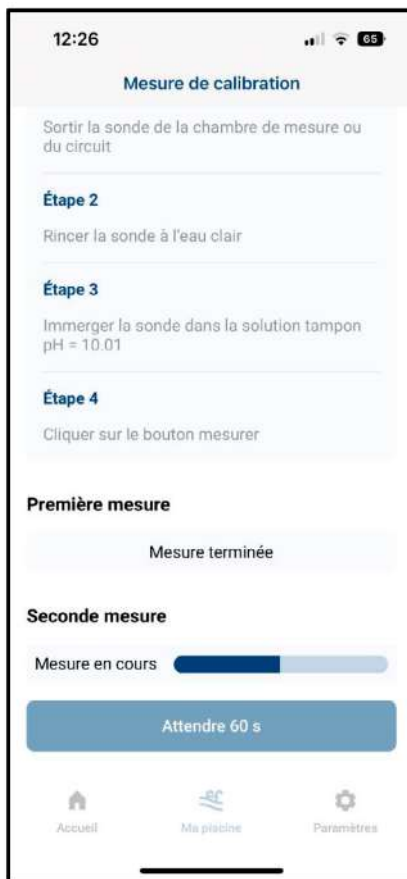 12:26
65
Mesure de calibration
Sortir la sonde de la chambre de mesure ou
du circuit
Étape 2
Rincer la sonde à l'eau clair
Étape 3
Immerger la sonde dans la solution tampon
pH = 10.01
Étape 4
Cliquer sur le bouton mesurer
Première mesure
Mesure terminée
Seconde mesure
Mesure en cours
Attendre 60 s
Accueil Ma piscine Paramètres